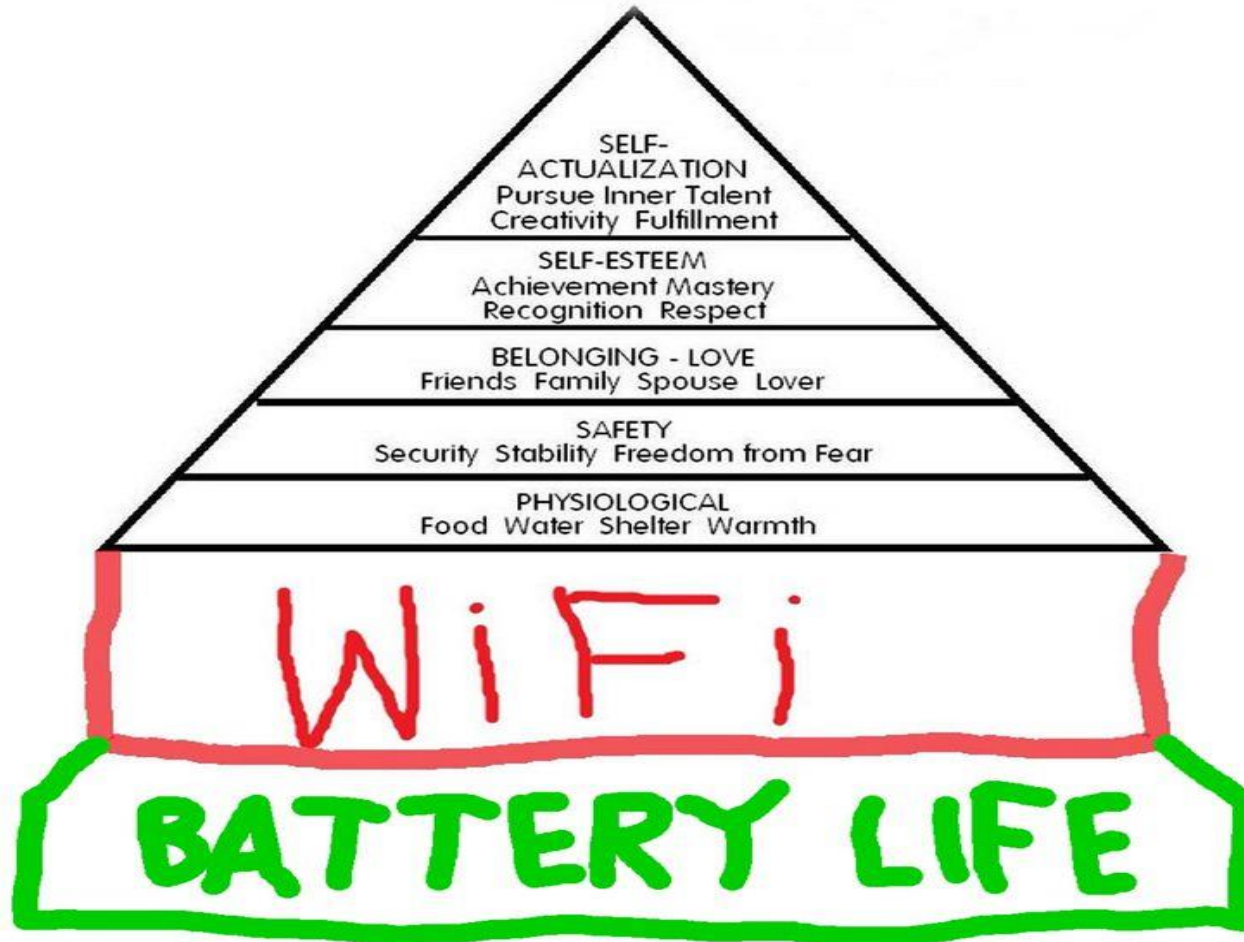 SELF-
ACTUALIZATION
Pursue Inner Talent
Creativity Fulfillment
SELF-ESTEEM
Achievement Mastery
Recognition Respect
BELONGING - LOVE
Friends Family Spouse Lover
SAFETY
Security Stability Freedom from Fear
PHYSIOLOGICAL
Food Water Shelter Warmth
WiFi
BATTERY LIFE